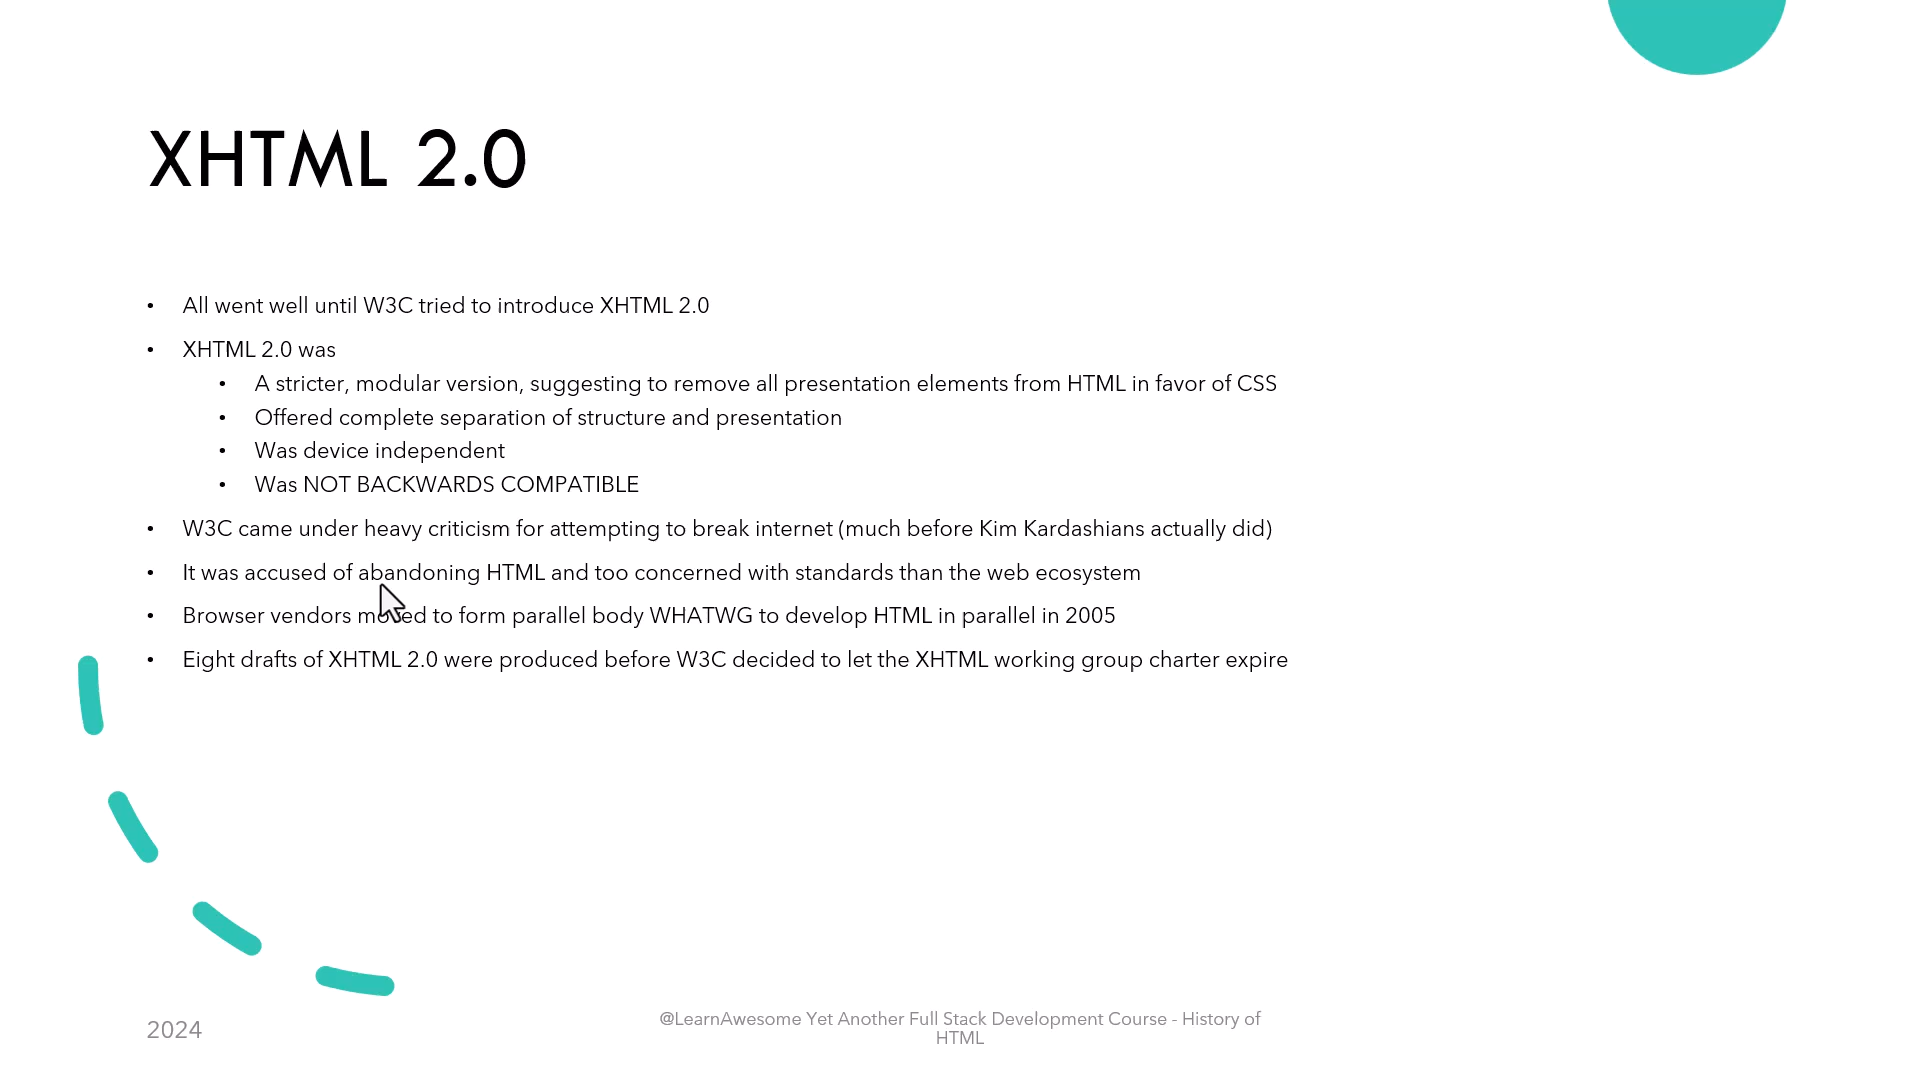 XHTML 2.0
• All went well until W3C tried to introduce XHTML 2.0
• XHTML 2.0 was
• A stricter, modular version, suggesting to remove all presentation elements from HTML in favor of CSS
• Offered complete separation of structure and presentation
• Was device independent
• Was NOT BACKWARDS COMPATIBLE
• W3C came under heavy criticism for attempting to break internet (much before Kim Kardashians actually did)
• It was accused of abandoning HTML and too concerned with standards than the web ecosystem
• Browser vendors moved to form parallel body WHATWG to develop HTML in parallel in 2005
• Eight drafts of XHTML 2.0 were produced before W3C decided to let the XHTML working group charter expire
2024
@LearnAwesome Yet Another Full Stack Development Course - History of
HTML